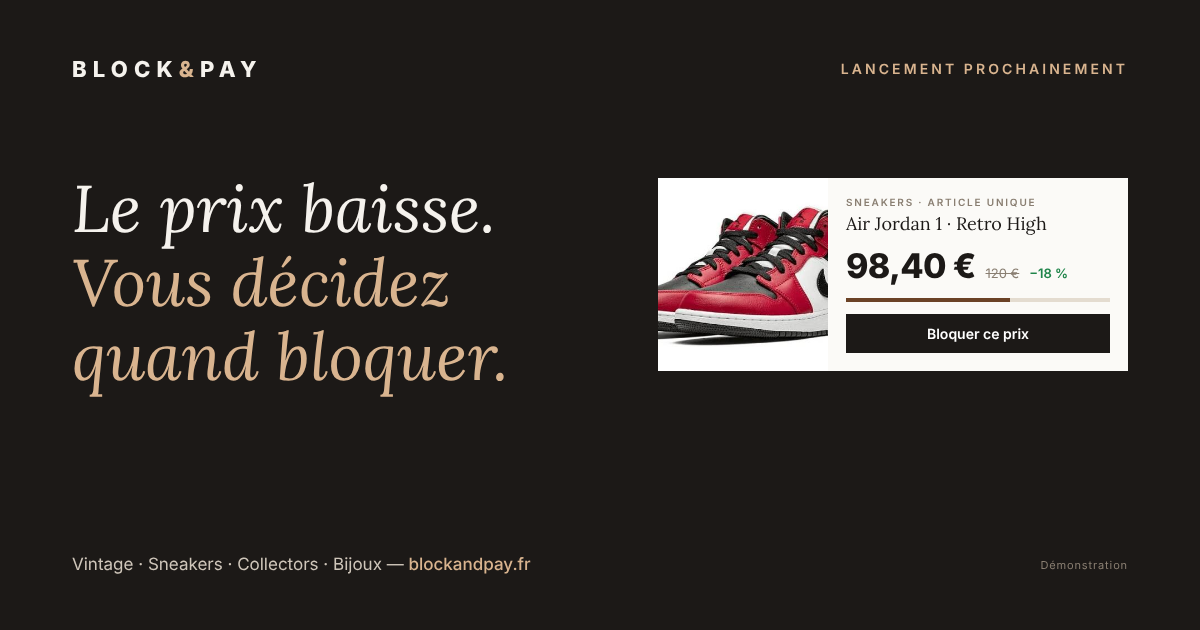 BLOCK&PAY
LANCEMENT PROCHAINEMENT
Le prix baisse.
Vous décidez
quand bloquer.
SNEAKERS · ARTICLE UNIQUE
Air Jordan 1 · Retro High
98,40 € 120 € −18 %
Bloquer ce prix
Vintage · Sneakers · Collectors · Bijoux — blockandpay.fr
Démonstration